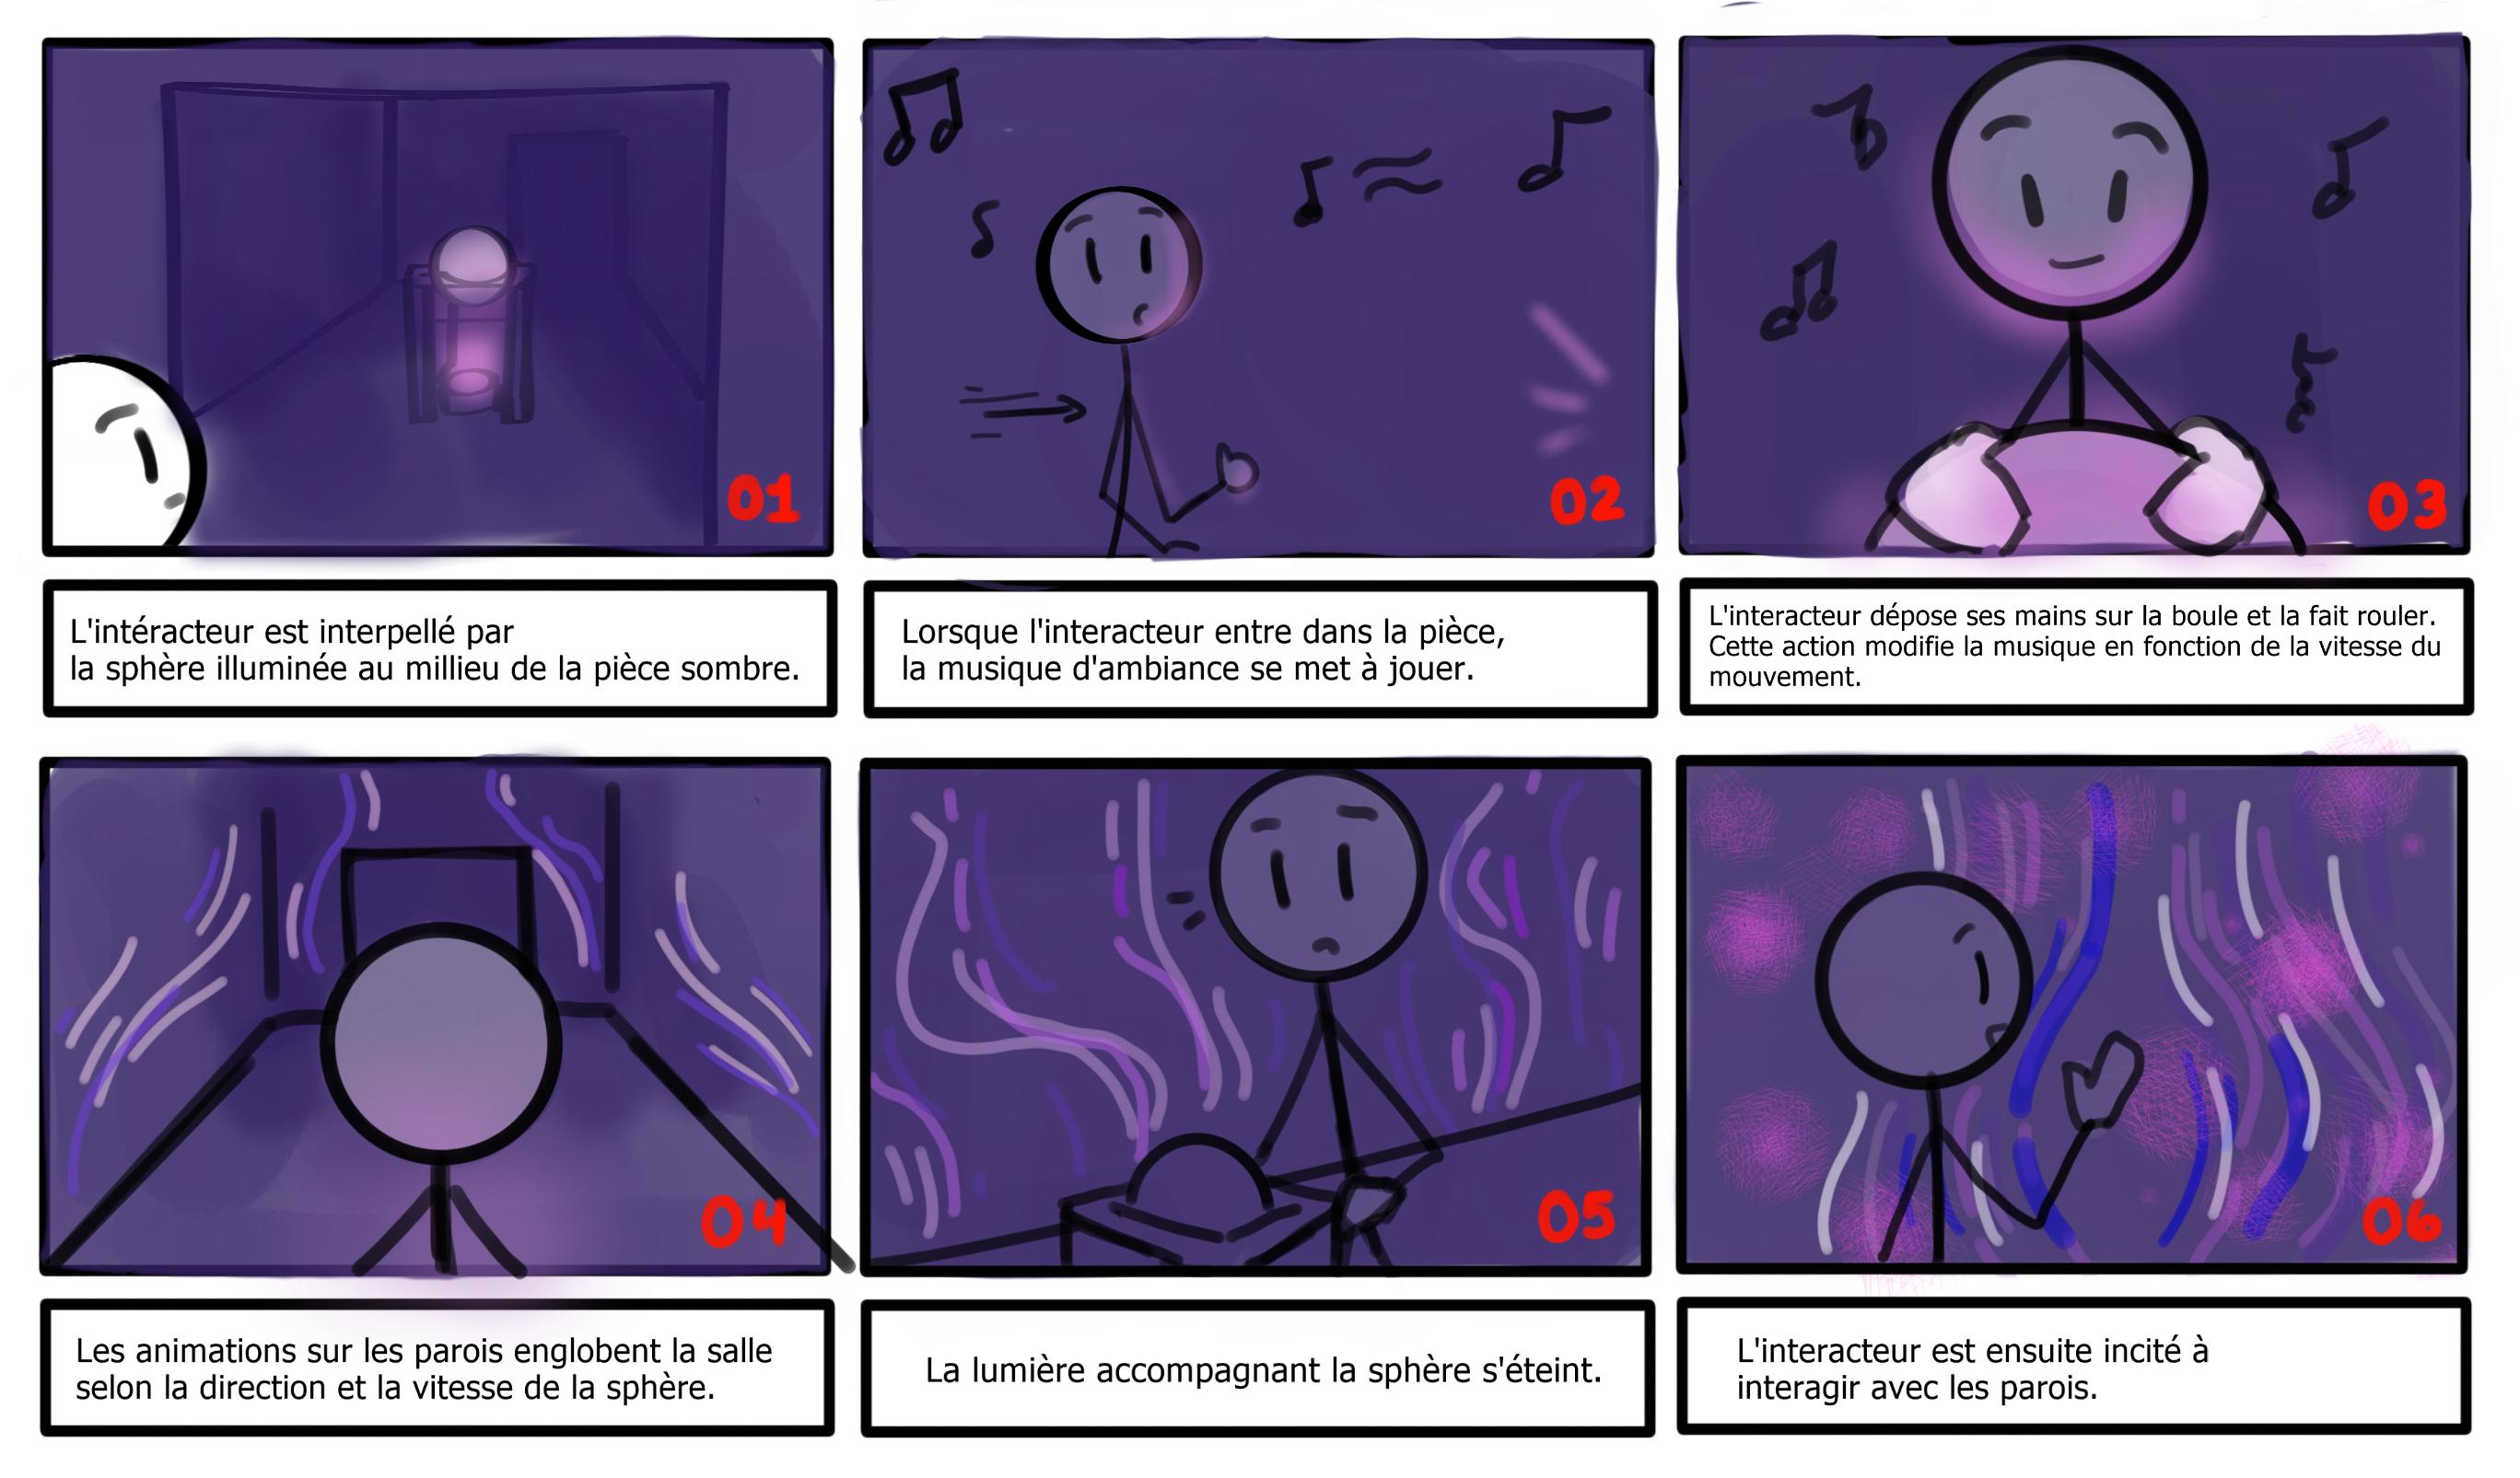 01
L'intéracteur est interpellé par
la sphère illuminée au millieu de la pièce sombre.
02
Lorsque l'interacteur entre dans la pièce,
la musique d'ambiance se met à jouer.
03
L'interacteur dépose ses mains sur la boule et la fait rouler.
Cette action modifie la musique en fonction de la vitesse du
mouvement.
04
Les animations sur les parois englobent la salle
selon la direction et la vitesse de la sphère.
05
La lumière accompagnant la sphère s'éteint.
06
L'interacteur est ensuite incité à
interagir avec les parois.